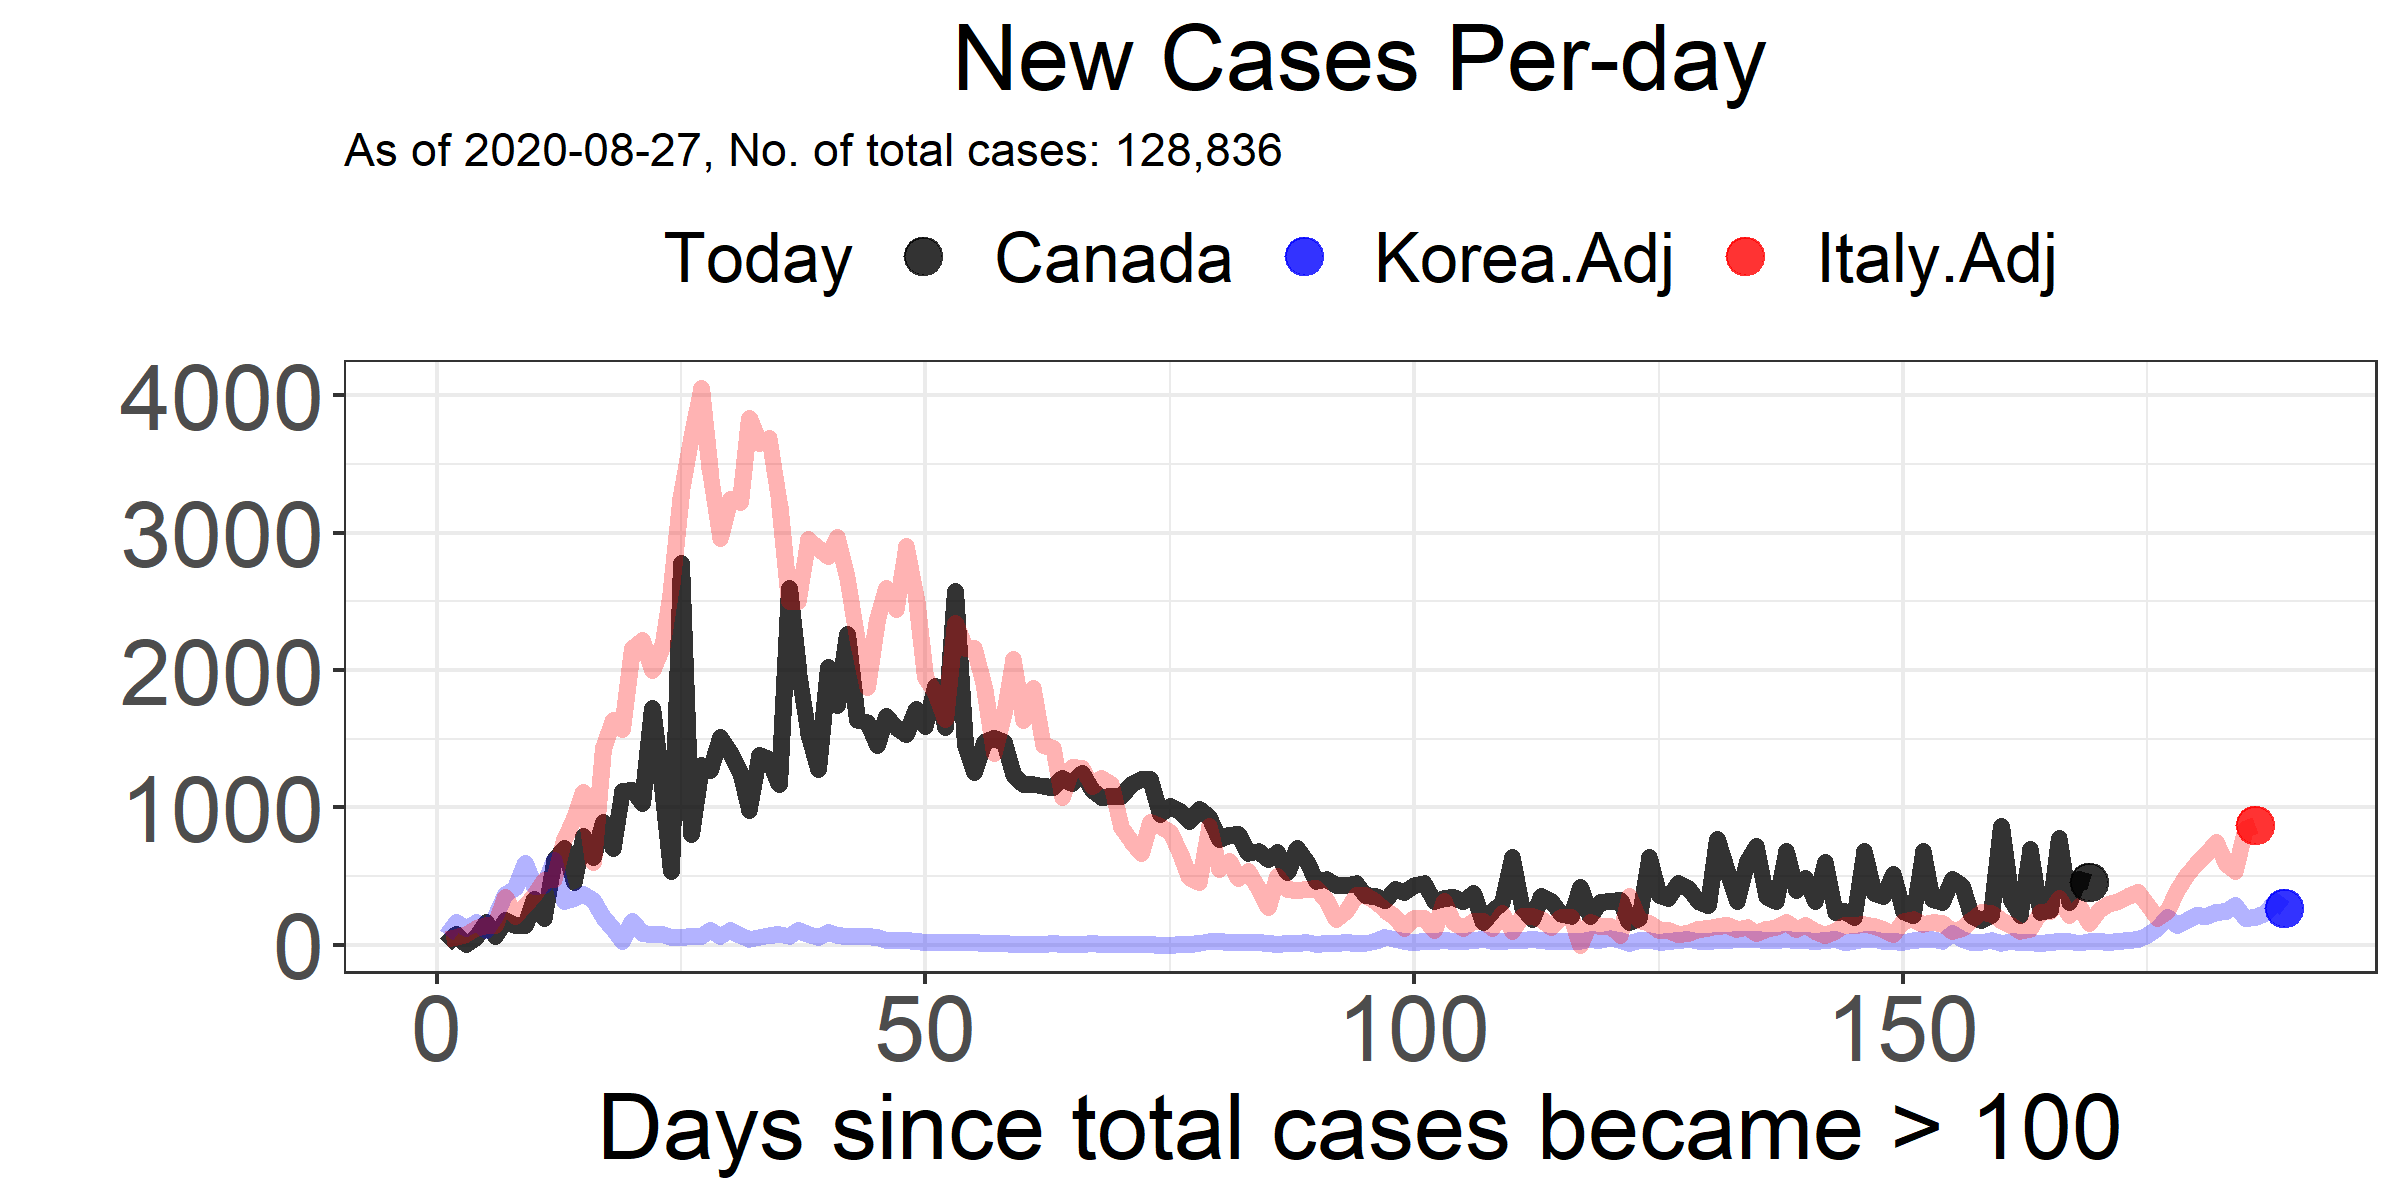 New Cases Per-day
As of 2020-08-27, No. of total cases: 128,836
Today Canada Korea.Adj Italy.Adj
4000
3000
2000
1000
0
0 50 100 150
Days since total cases became > 100